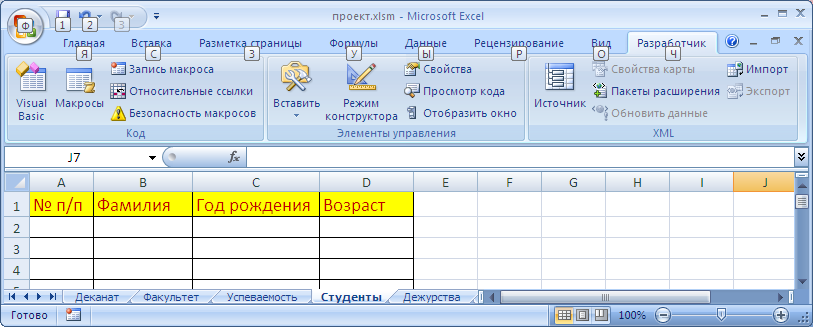 проект.xlsm - Microsoft Excel
Ф 1 2 3
Главная Вставка Разметка страницы Формулы Данные Рецензирование Вид Разработчик
Я С З У Ы Р О Ч
Visual Basic
Макросы
Запись макроса
Относительные ссылки
Безопасность макросов
Код
Вставить
Режим конструктора
Свойства
Просмотр кода
Отобразить окно
Элементы управления
Источник
Свойства карты
Пакеты расширения
Обновить данные
Импорт
Экспорт
XML
J7 fx
A B C D E F G H I J
1 № п/п Фамилия Год рождения Возраст
2
3
4
Деканат Факультет Успеваемость Студенты Дежурства
Готово 100%